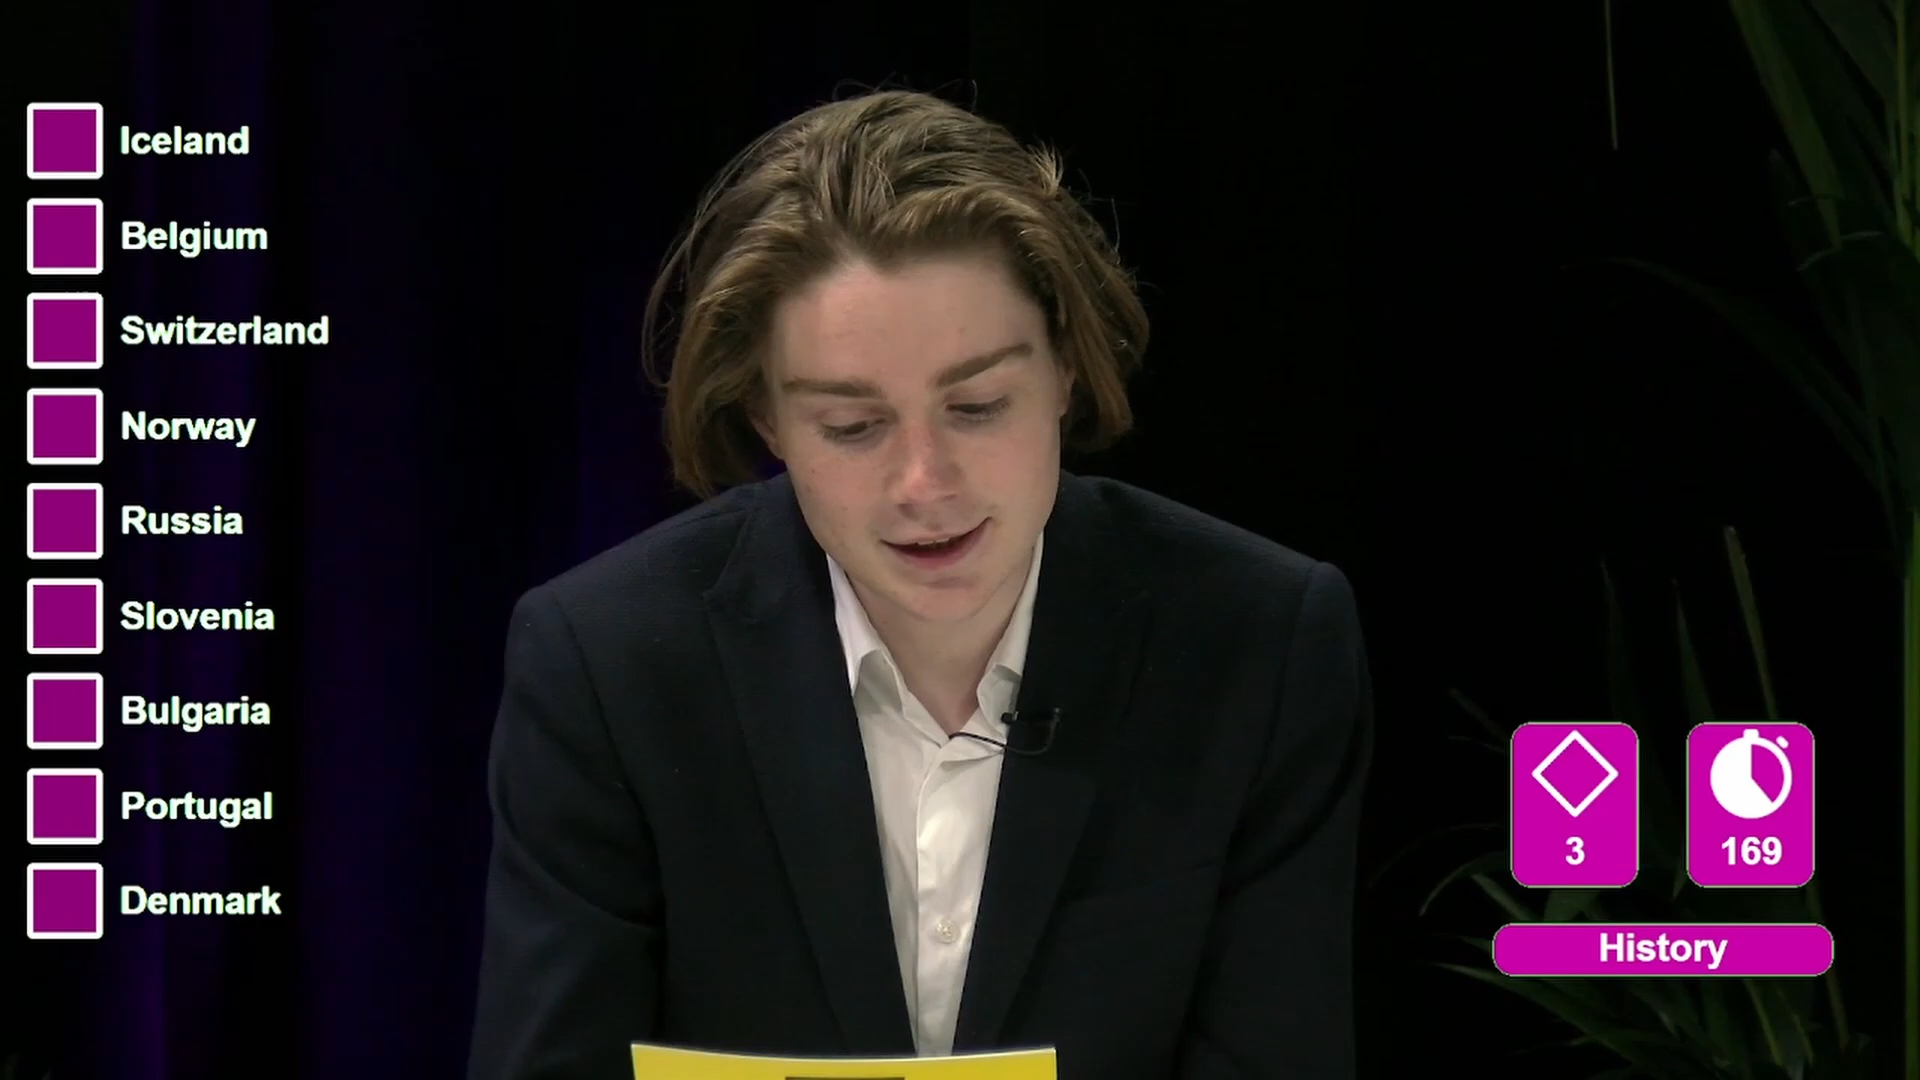 Iceland
Belgium
Switzerland
Norway
Russia
Slovenia
Bulgaria
Portugal
Denmark
3
169
History